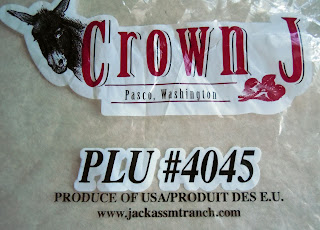 Crown J
Pasco, Washington
PLU #4045
PRODUCE OF USA/PRODUIT DES E.U.
www.jackassmtranch.com